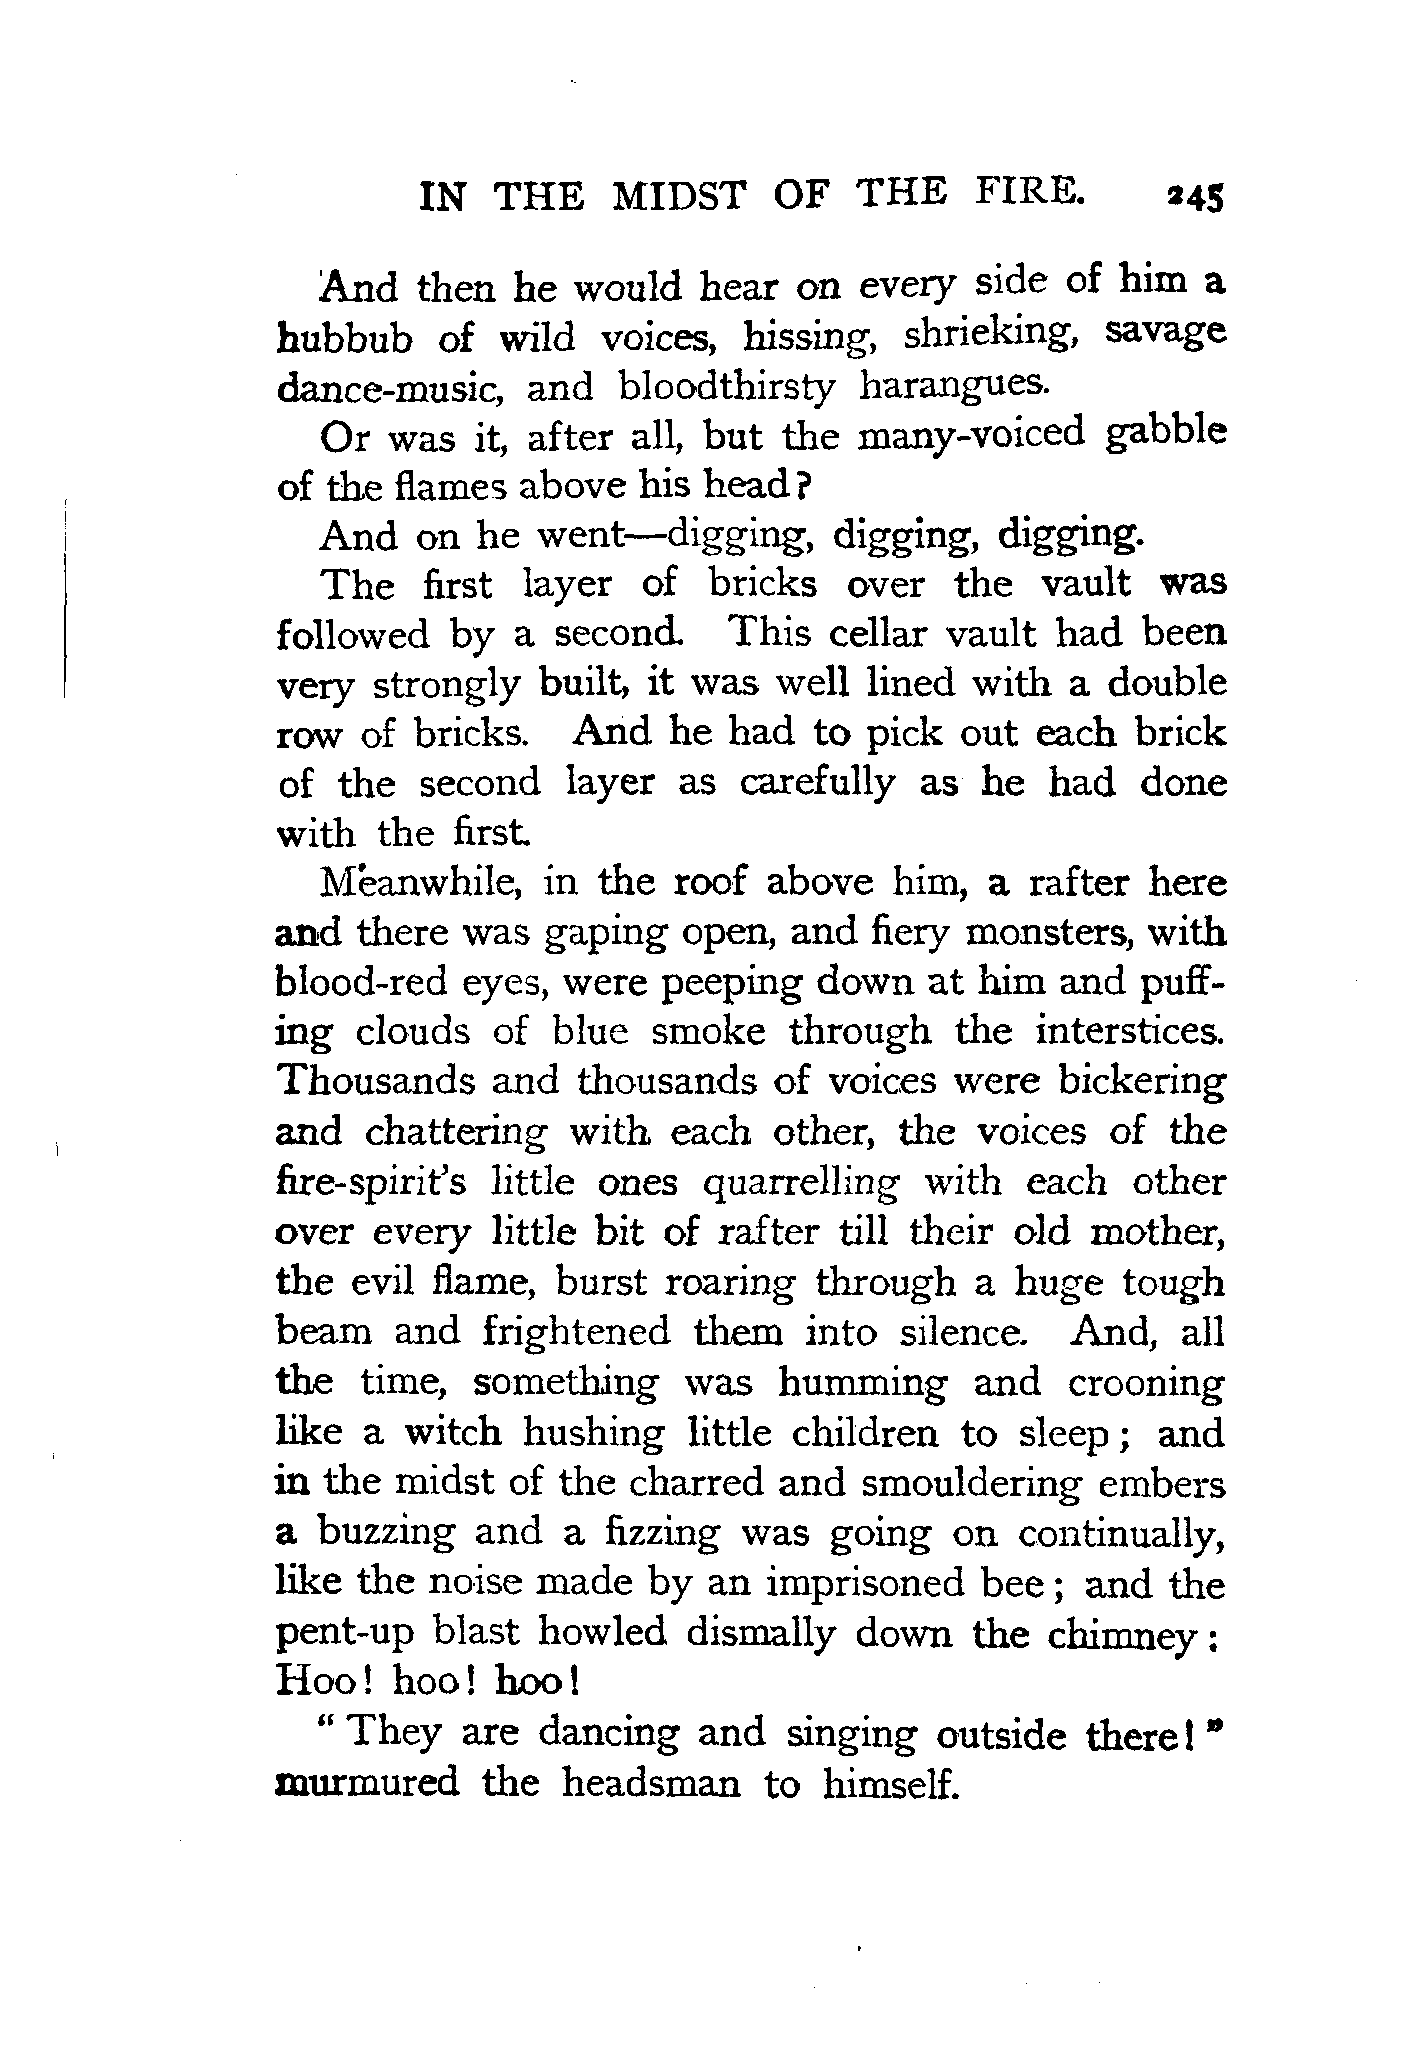 IN THE MIDST OF THE FIRE. 245
And then he would hear on every side of him a
hubbub of wild voices, hissing, shrieking, savage
dance-music, and bloodthirsty harangues.
Or was it, after all, but the many-voiced gabble
of the flames above his head?
And on he went—digging, digging, digging.
The first layer of bricks over the vault was
followed by a second. This cellar vault had been
very strongly built, it was well lined with a double
row of bricks. And he had to pick out each brick
of the second layer as carefully as he had done
with the first.
Meanwhile, in the roof above him, a rafter here
and there was gaping open, and fiery monsters, with
blood-red eyes, were peeping down at him and puff-
ing clouds of blue smoke through the interstices.
Thousands and thousands of voices were bickering
and chattering with each other, the voices of the
fire-spirit's little ones quarrelling with each other
over every little bit of rafter till their old mother,
the evil flame, burst roaring through a huge tough
beam and frightened them into silence. And, all
the time, something was humming and crooning
like a witch hushing little children to sleep; and
in the midst of the charred and smouldering embers
a buzzing and a fizzing was going on continually,
like the noise made by an imprisoned bee; and the
pent-up blast howled dismally down the chimney:
Hoo! hoo! hoo!
"They are dancing and singing outside there!"
murmured the headsman to himself.